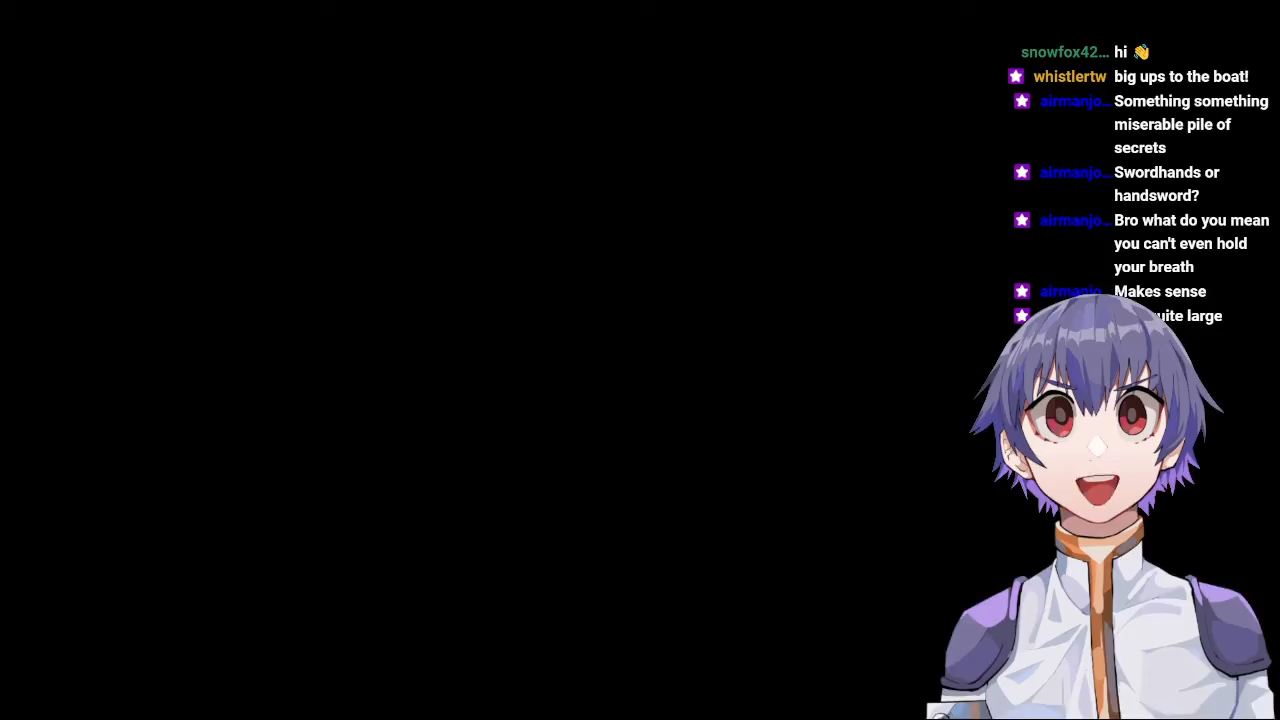 snowfox42... hi 👋
whistlertw big ups to the boat!
airmanjo... Something something
miserable pile of
secrets
airmanjo... Swordhands or
handsword?
airmanjo... Bro what do you mean
you can't even hold
your breath
airmanjo... Makes sense
uite large